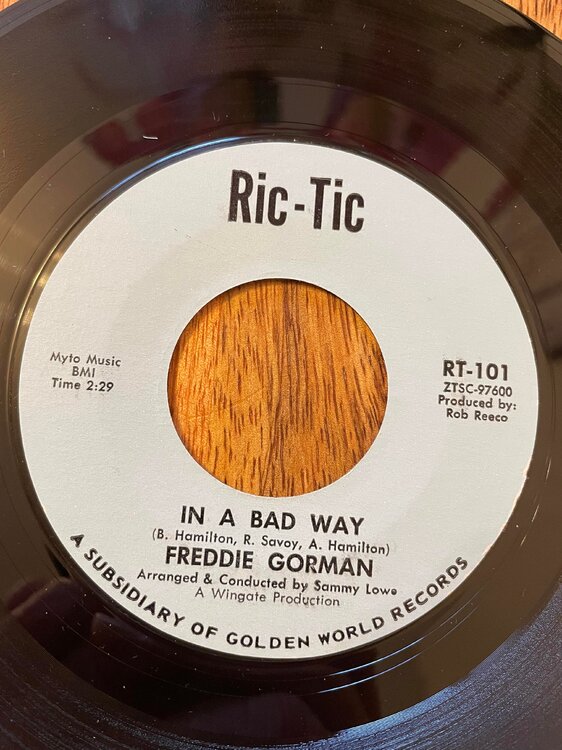 Ric-Tic
Myto Music
BMI
Time 2:29
RT-101
ZTSC-97600
Produced by:
Rob Reeco
IN A BAD WAY
(B. Hamilton, R. Savoy, A. Hamilton)
FREDDIE GORMAN
Arranged & Conducted by Sammy Lowe
A Wingate Production
A SUBSIDIARY OF GOLDEN WORLD RECORDS